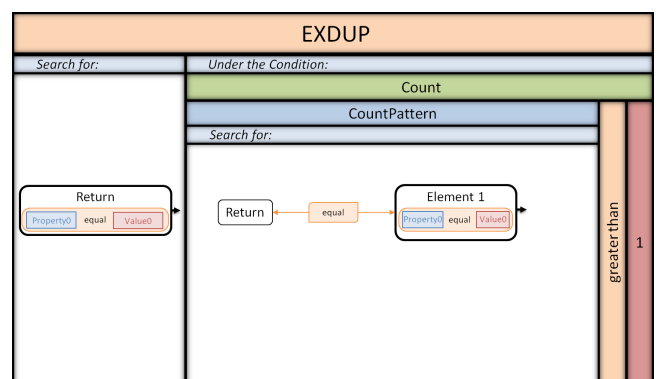 EXDUP
Search for:
Under the Condition:
Count
CountPattern
Search for:
Return
Property0 equal Value0
Return
equal
Element 1
Property0 equal Value0
greater than
1